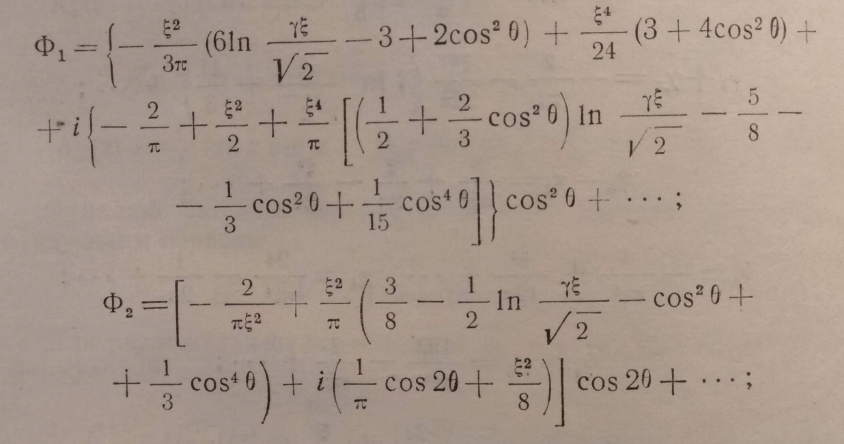 Φ₁ = { − ξ²/3π (6ln γξ/√2 − 3 + 2cos² θ) + ξ⁴/24 (3 + 4cos² θ) +
+ i { − 2/π + ξ²/2 + ξ⁴/π [ ( 1/2 + 2/3 cos² θ ) ln γξ/√2 − 5/8 −
− 1/3 cos² θ + 1/15 cos⁴ θ ] } cos² θ + ··· ;
Φ₂ = [ − 2/πξ² + ξ²/π ( 3/8 − 1/2 ln γξ/√2 − cos² θ +
+ 1/3 cos⁴ θ ) + i ( 1/π cos 2θ + ξ²/8 ) ] cos 2θ + ··· ;